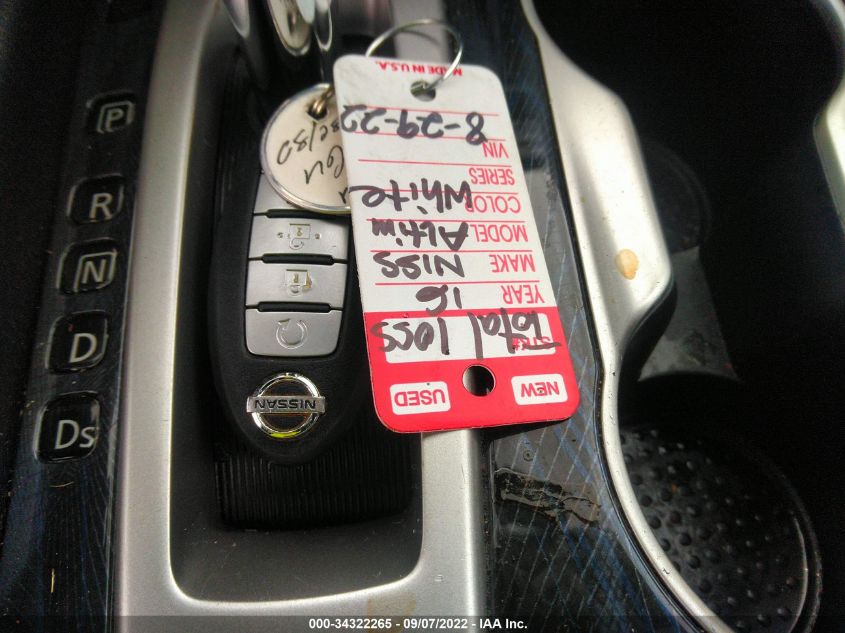 P
R
N
D
Ds
NISSAN
MADE IN U.S.A.
NEW
USED
Total loss
YEAR 16
MAKE NISS
MODEL Altim
COLOR White
SERIES
VIN
8-29-22
000-34322265 - 09/07/2022 - IAA Inc.